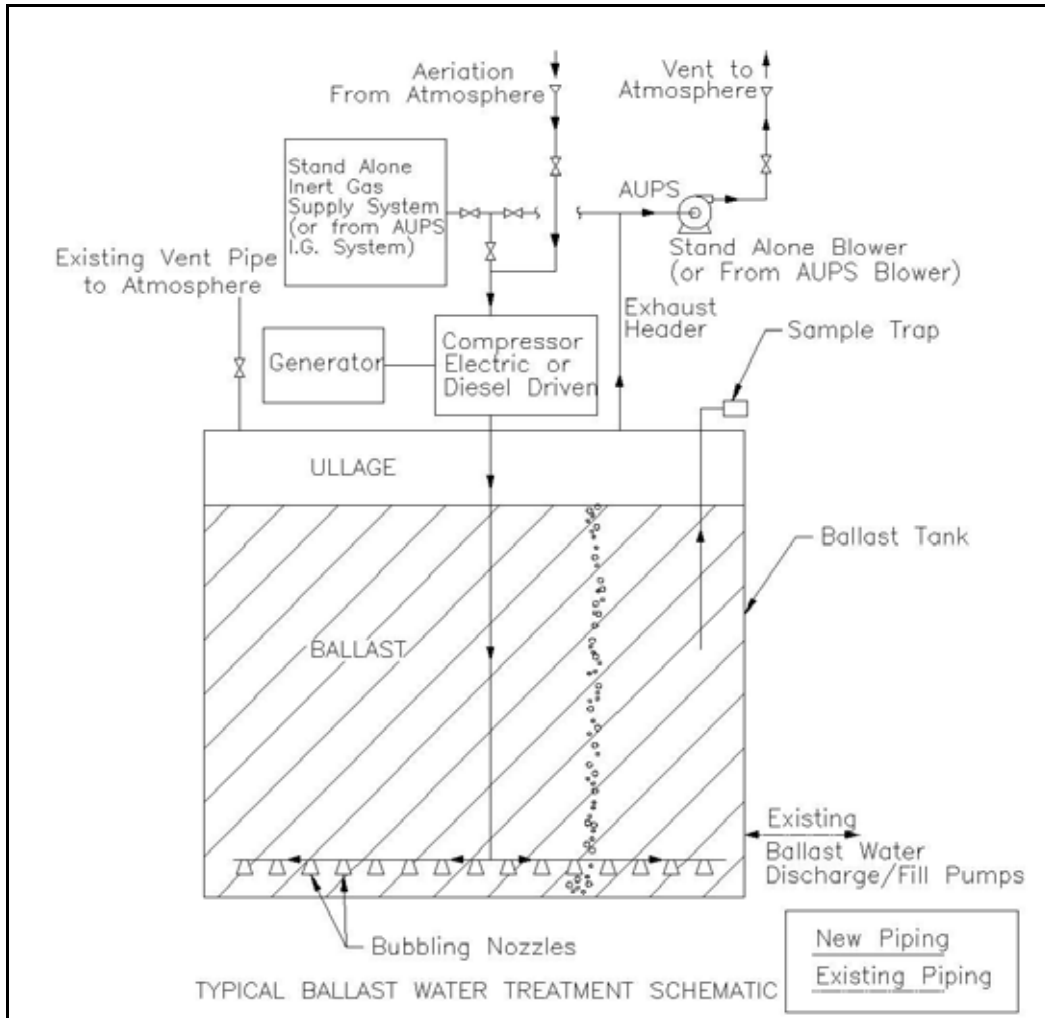 Aeriation
From Atmosphere
Vent to
Atmosphere
Stand Alone
Inert Gas
Supply System
(or from AUPS
I.G. System)
AUPS
Stand Alone Blower
(or From AUPS Blower)
Existing Vent Pipe
to Atmosphere
Exhaust
Header
Sample Trap
Generator
Compressor
Electric or
Diesel Driven
ULLAGE
Ballast Tank
BALLAST
Existing
Ballast Water
Discharge/Fill Pumps
Bubbling Nozzles
New Piping
Existing Piping
TYPICAL BALLAST WATER TREATMENT SCHEMATIC